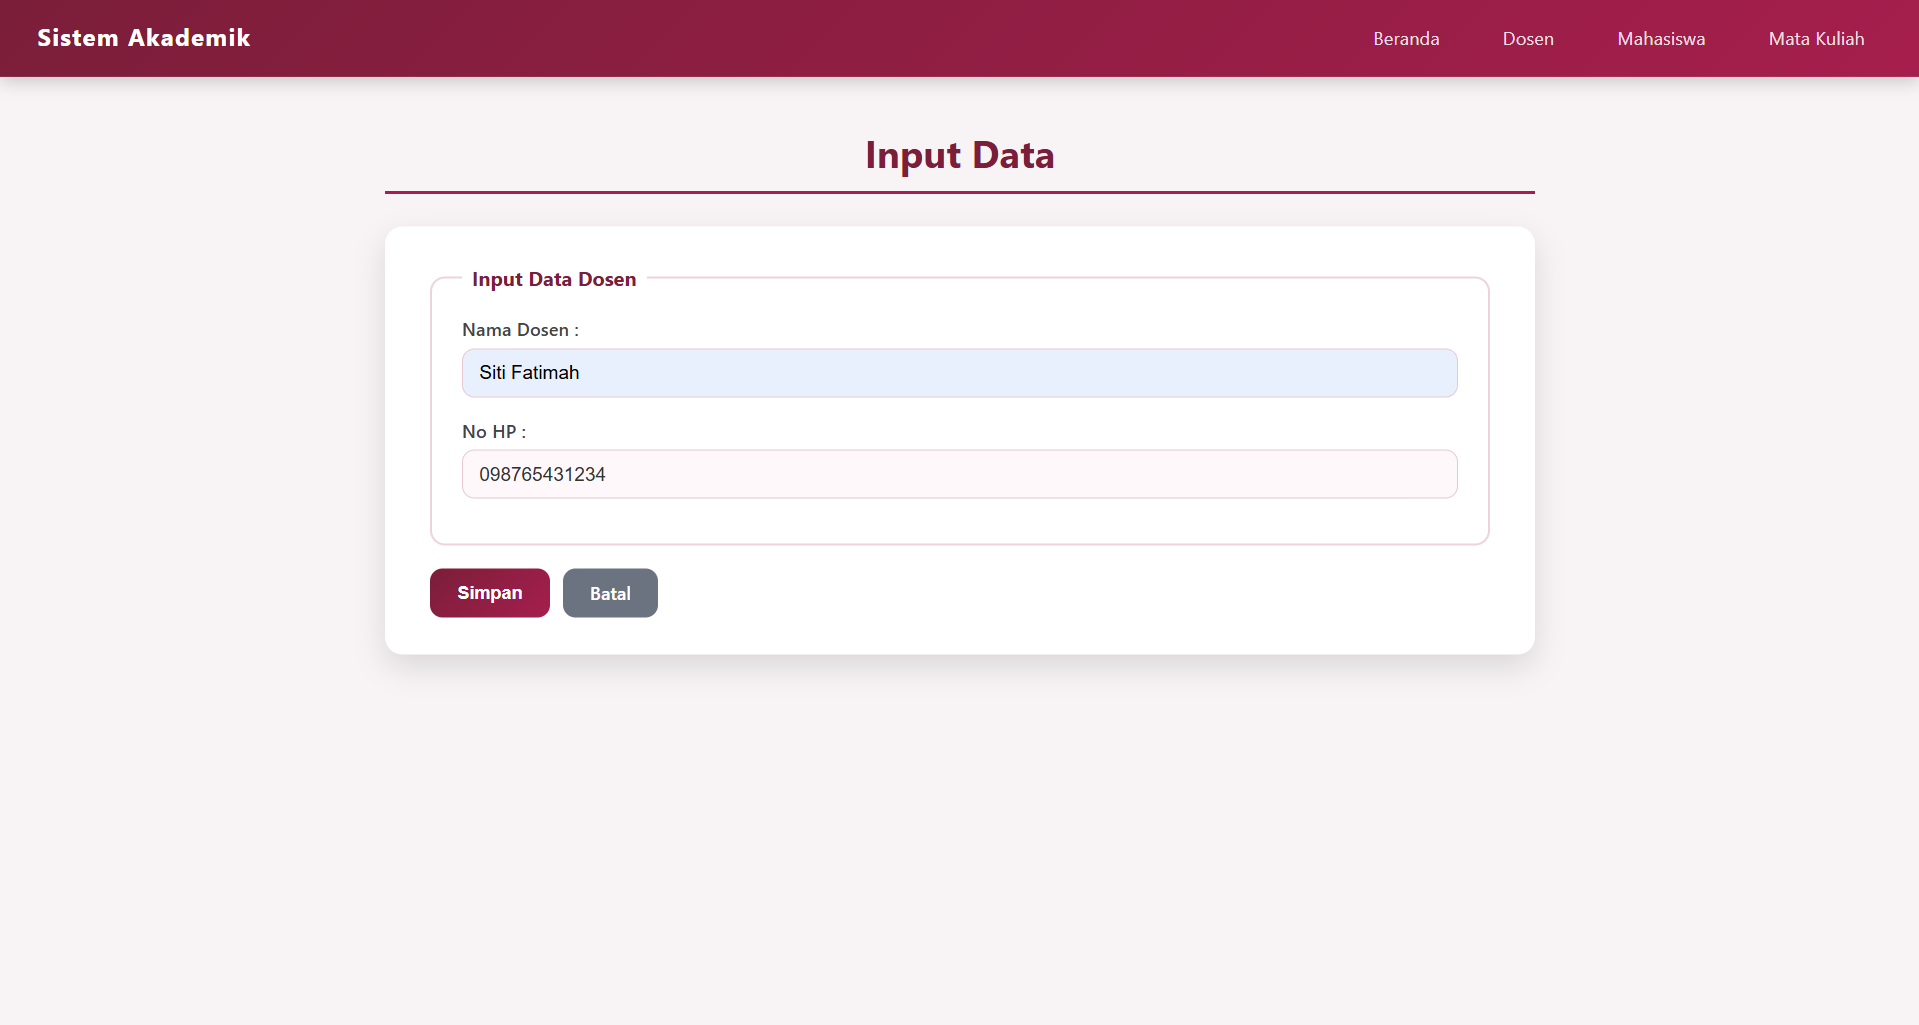 Sistem Akademik
Beranda
Dosen
Mahasiswa
Mata Kuliah
Input Data
Input Data Dosen
Nama Dosen :
Siti Fatimah
No HP :
098765431234
Simpan
Batal